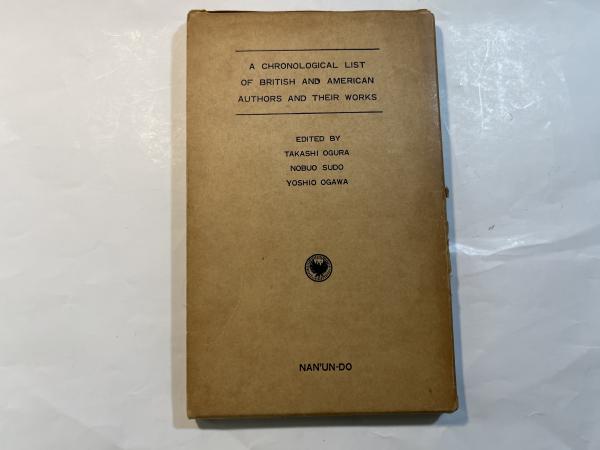 A CHRONOLOGICAL LIST
OF BRITISH AND AMERICAN
AUTHORS AND THEIR WORKS
EDITED BY
TAKASHI OGURA
NOBUO SUDO
YOSHIO OGAWA
NAN'UN-DO